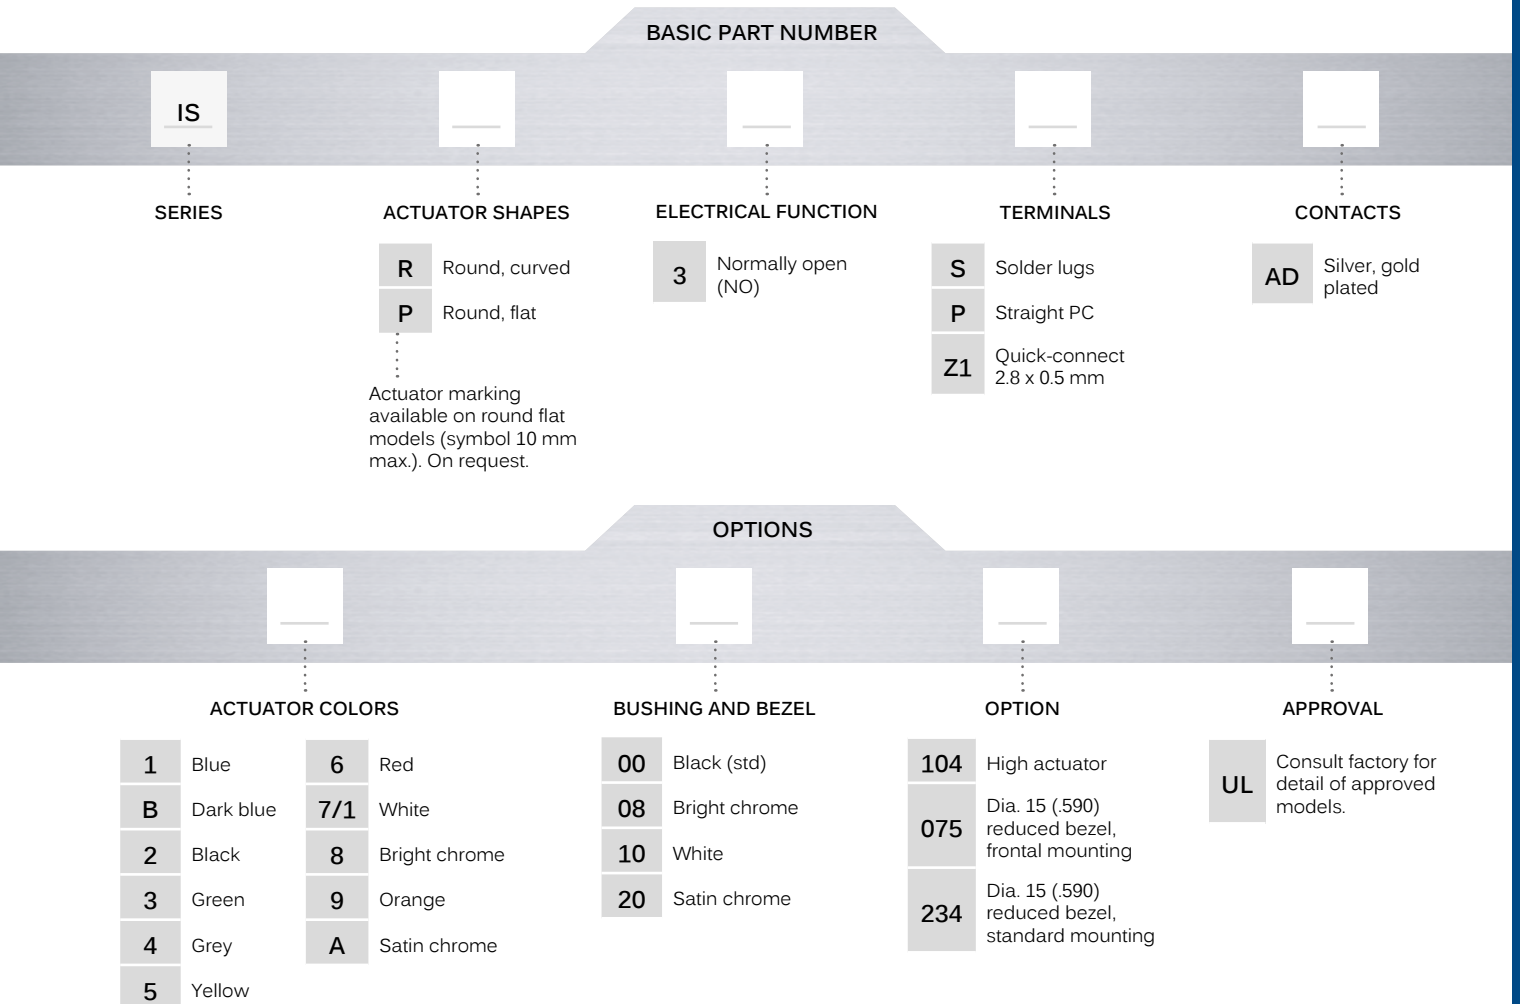 BASIC PART NUMBER
IS
SERIES
ACTUATOR SHAPES
R Round, curved
P Round, flat
Actuator marking
available on round flat
models (symbol 10 mm
max.). On request.
ELECTRICAL FUNCTION
3 Normally open
(NO)
TERMINALS
S Solder lugs
P Straight PC
Z1 Quick-connect
2.8 x 0.5 mm
CONTACTS
AD Silver, gold
plated
OPTIONS
ACTUATOR COLORS
1 Blue
B Dark blue
2 Black
3 Green
4 Grey
5 Yellow
6 Red
7/1 White
8 Bright chrome
9 Orange
A Satin chrome
BUSHING AND BEZEL
00 Black (std)
08 Bright chrome
10 White
20 Satin chrome
OPTION
104 High actuator
075 Dia. 15 (.590)
reduced bezel,
frontal mounting
234 Dia. 15 (.590)
reduced bezel,
standard mounting
APPROVAL
UL Consult factory for
detail of approved
models.